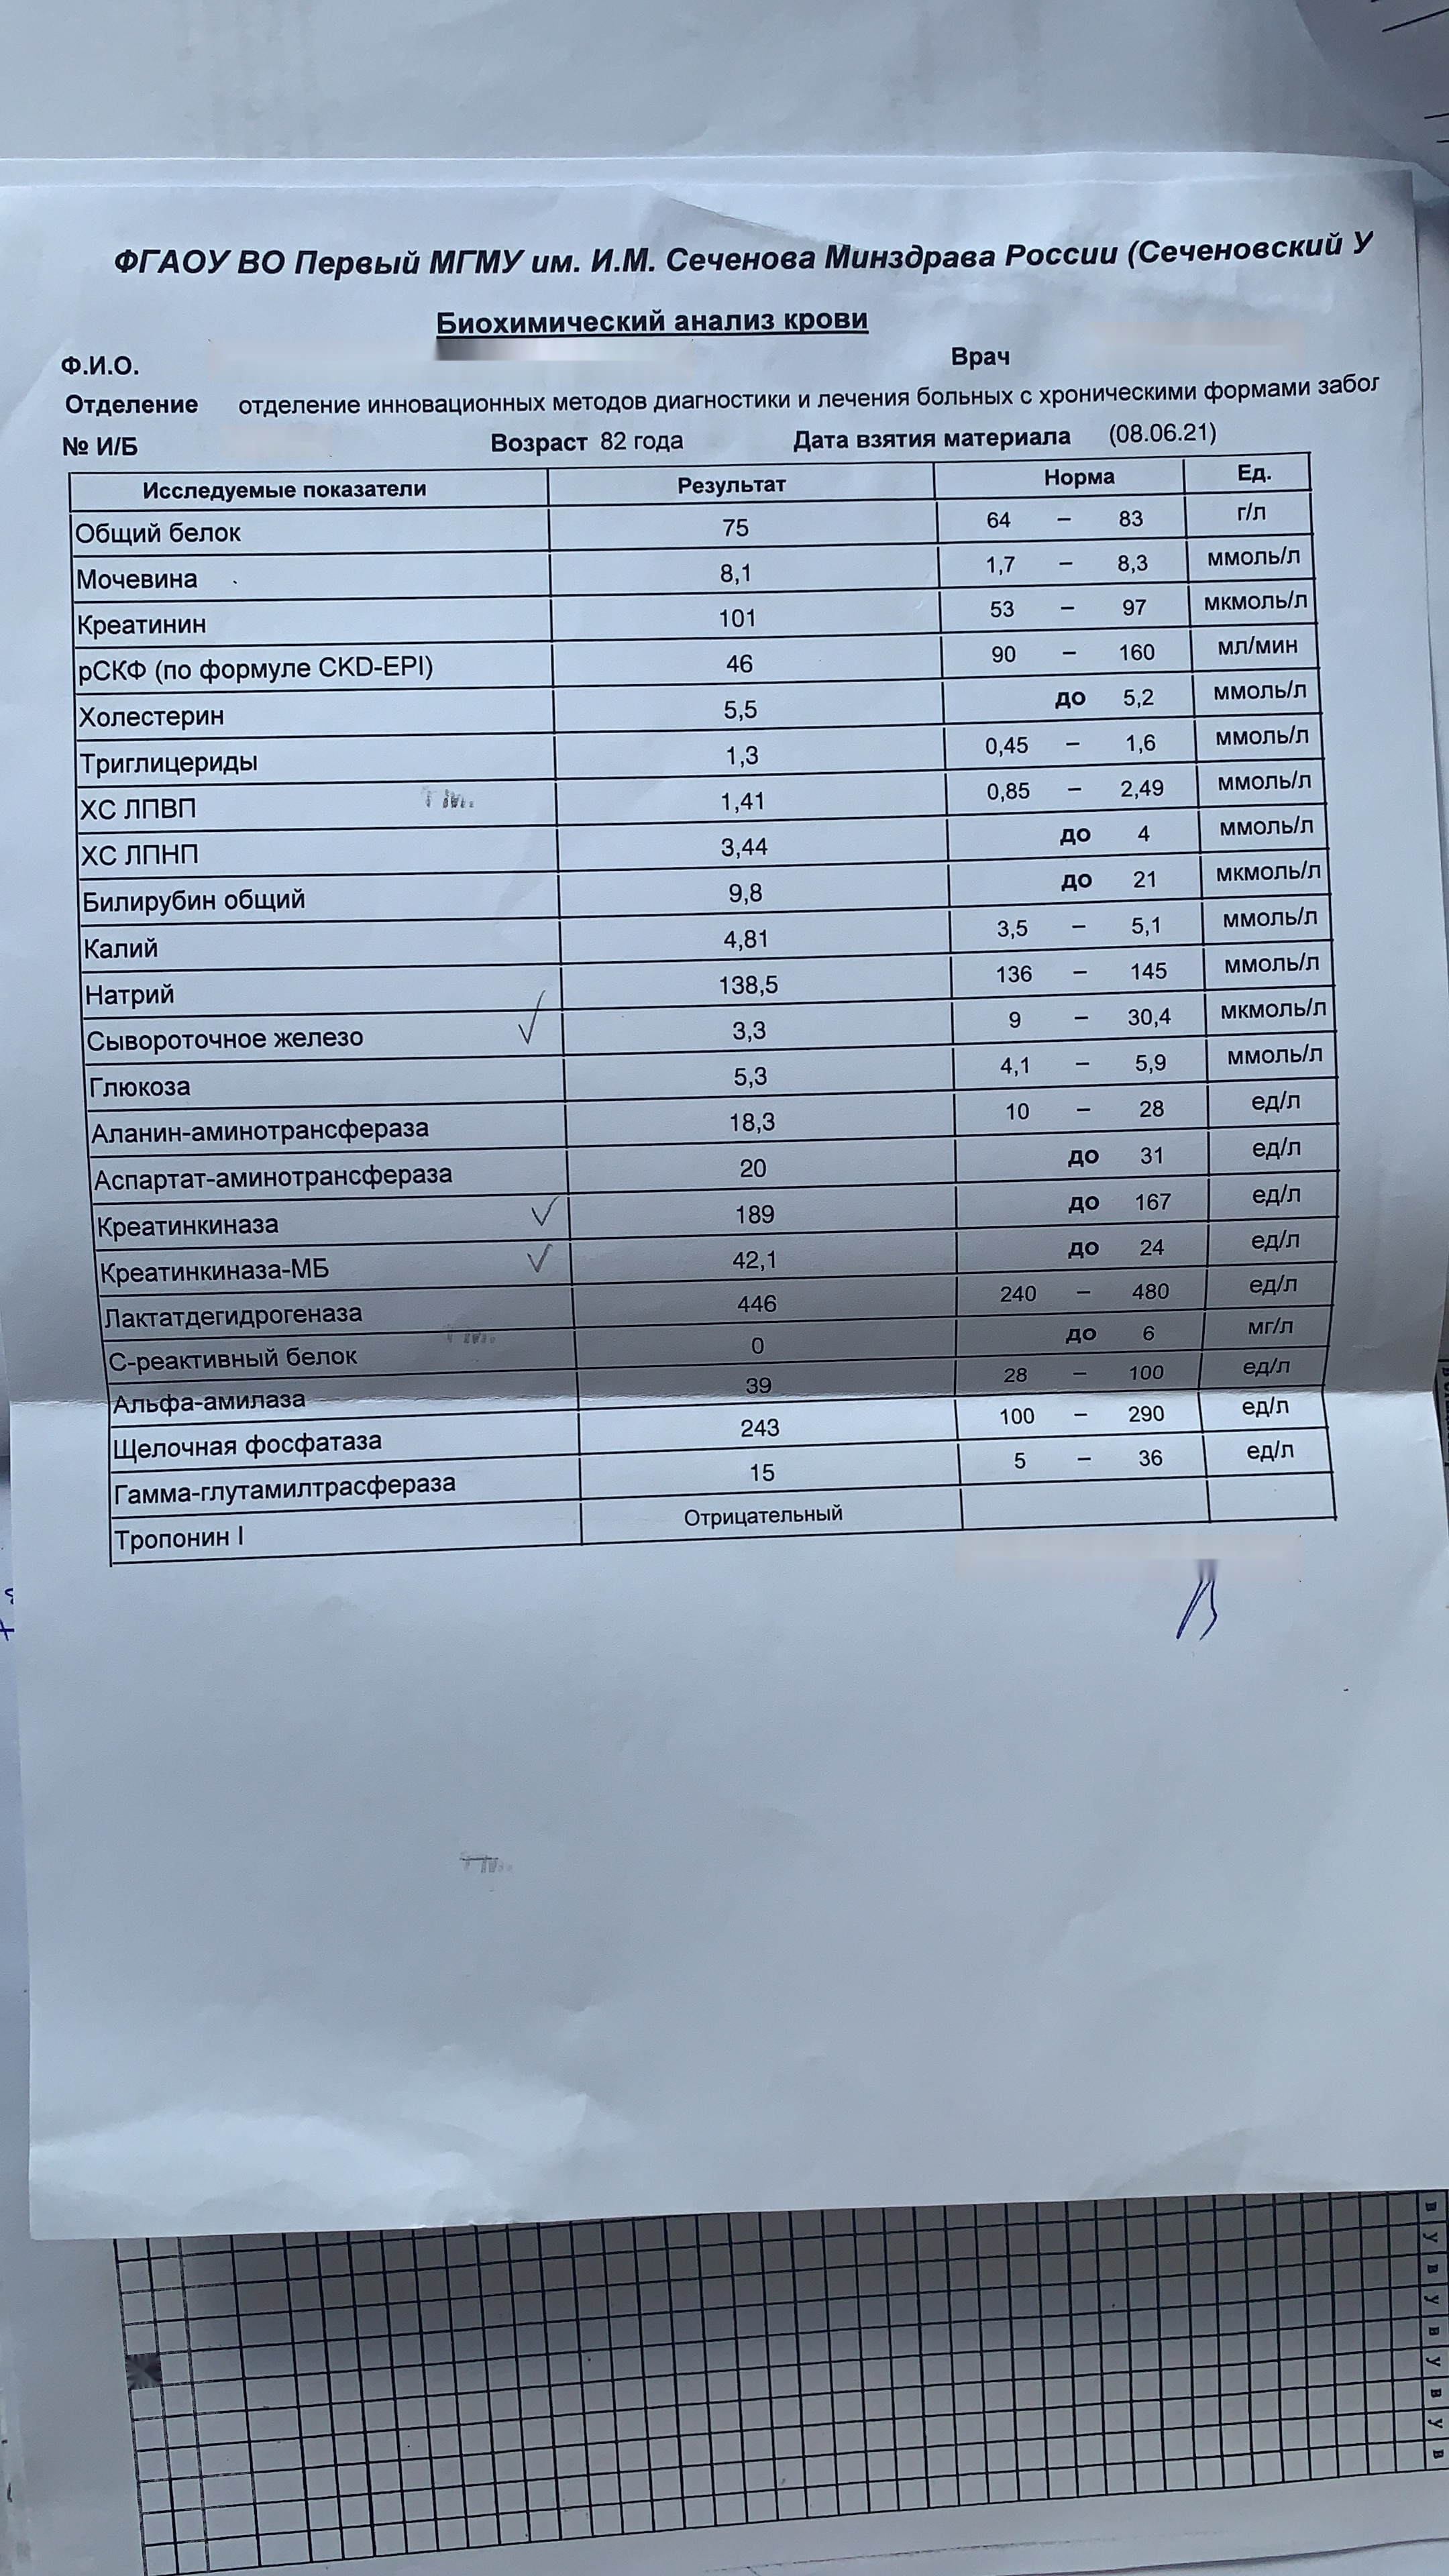 ФГАОУ ВО Первый МГМУ им. И.М. Сеченова Минздрава России (Сеченовский У
Биохимический анализ крови
Ф.И.О. Врач
Отделение отделение инновационных методов диагностики и лечения больных с хроническими формами забол
№ И/Б Возраст 82 года Дата взятия материала (08.06.21)
Исследуемые показатели Результат Норма Ед.
Общий белок 75 64 – 83 г/л
Мочевина 8,1 1,7 – 8,3 ммоль/л
Креатинин 101 53 – 97 мкмоль/л
рСКФ (по формуле CKD-EPI) 46 90 – 160 мл/мин
Холестерин 5,5 до 5,2 ммоль/л
Триглицериды 1,3 0,45 – 1,6 ммоль/л
ХС ЛПВП 1,41 0,85 – 2,49 ммоль/л
ХС ЛПНП 3,44 до 4 ммоль/л
Билирубин общий 9,8 до 21 мкмоль/л
Калий 4,81 3,5 – 5,1 ммоль/л
Натрий 138,5 136 – 145 ммоль/л
Сывороточное железо 3,3 9 – 30,4 мкмоль/л
Глюкоза 5,3 4,1 – 5,9 ммоль/л
Аланин-аминотрансфераза 18,3 10 – 28 ед/л
Аспартат-аминотрансфераза 20 до 31 ед/л
Креатинкиназа 189 до 167 ед/л
Креатинкиназа-МБ 42,1 до 24 ед/л
Лактатдегидрогеназа 446 240 – 480 ед/л
С-реактивный белок 0 до 6 мг/л
Альфа-амилаза 39 28 – 100 ед/л
Щелочная фосфатаза 243 100 – 290 ед/л
Гамма-глутамилтрасфераза 15 5 – 36 ед/л
Тропонин I Отрицательный
в
У
в
У
в
У
в
У
в